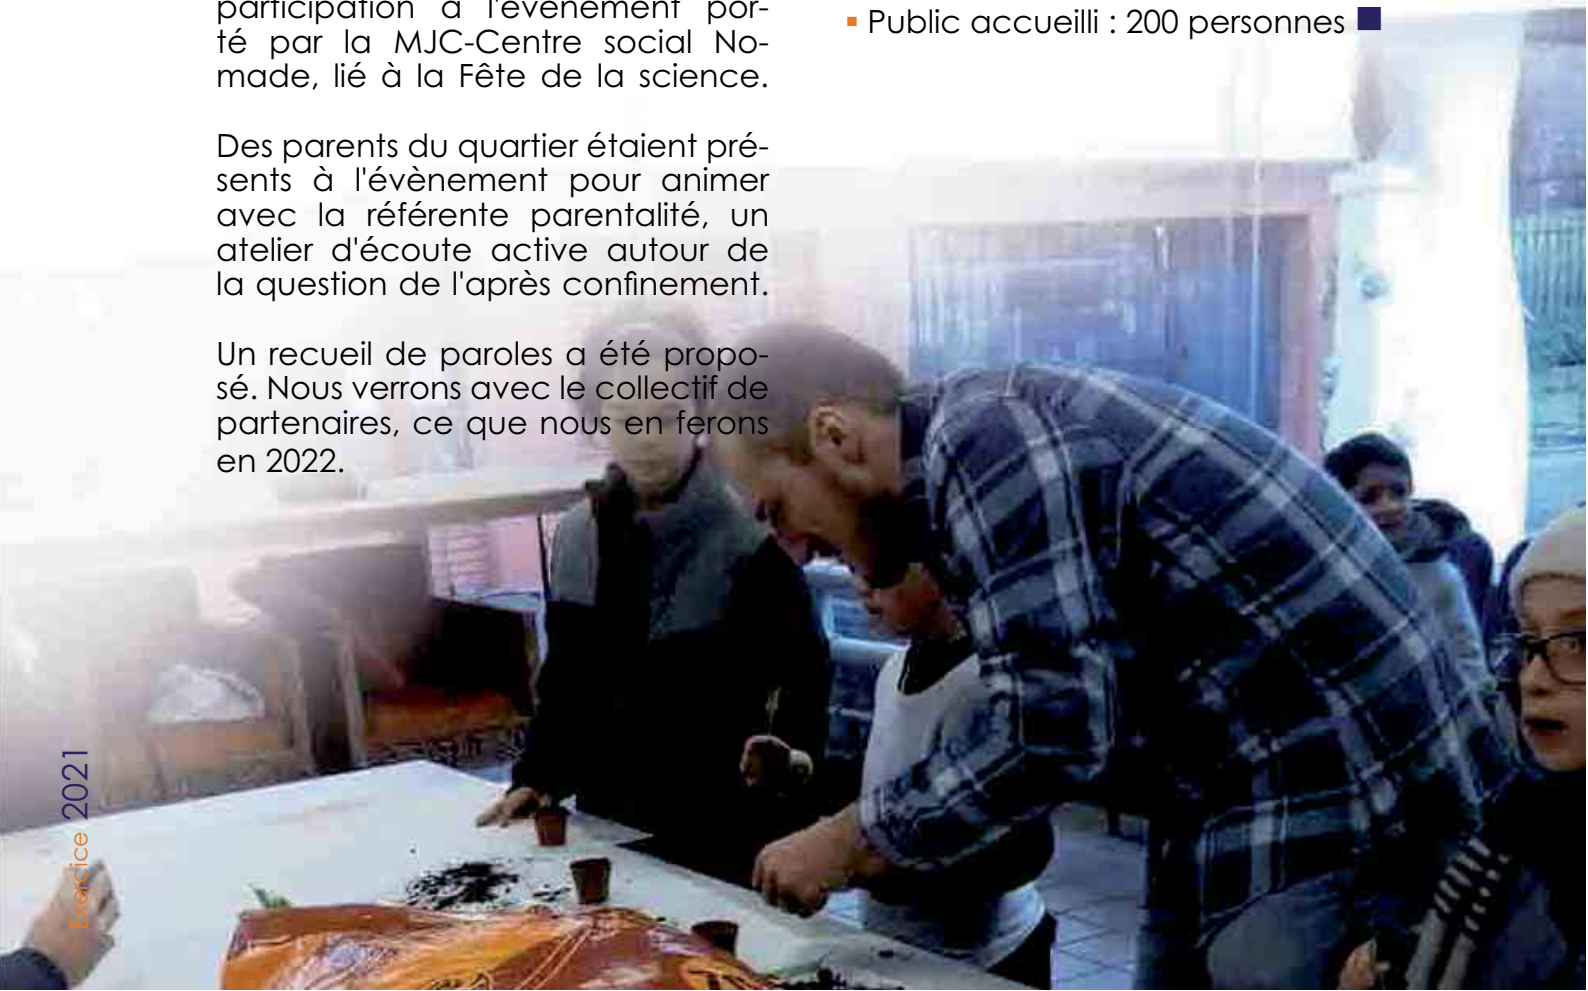 participation à l'évènement por-
té par la MJC-Centre social No-
made, lié à la Fête de la science.
Des parents du quartier étaient pré-
sents à l'évènement pour animer
avec la référente parentalité, un
atelier d'écoute active autour de
la question de l'après confinement.
Un recueil de paroles a été propo-
sé. Nous verrons avec le collectif de
partenaires, ce que nous en ferons
en 2022.
▪ Public accueilli : 200 personnes ■
Exercice 2021